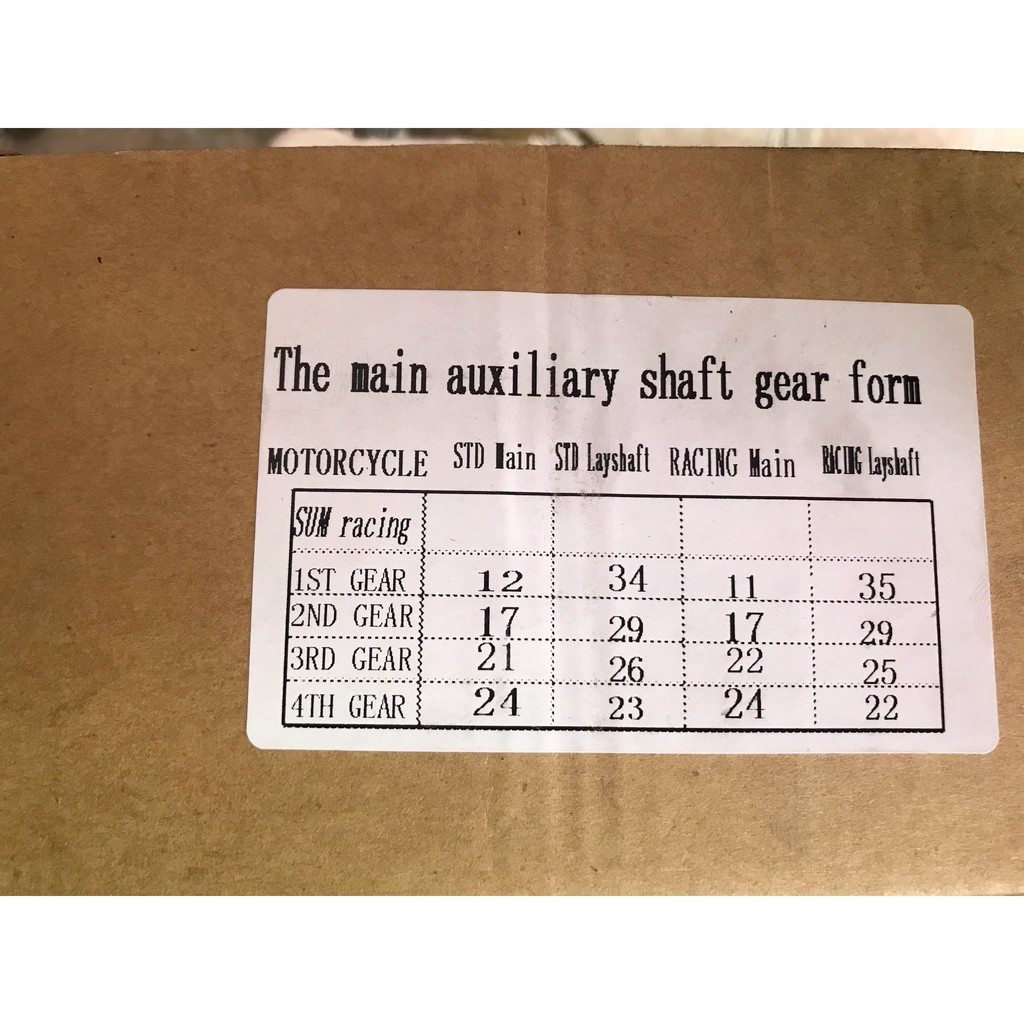 The main auxiliary shaft gear form
MOTORCYCLE STD Main STD Layshaft RACING Main RACING Layshaft
SUM racing
1ST GEAR 12 34 11 35
2ND GEAR 17 29 17 29
3RD GEAR 21 26 22 25
4TH GEAR 24 23 24 22